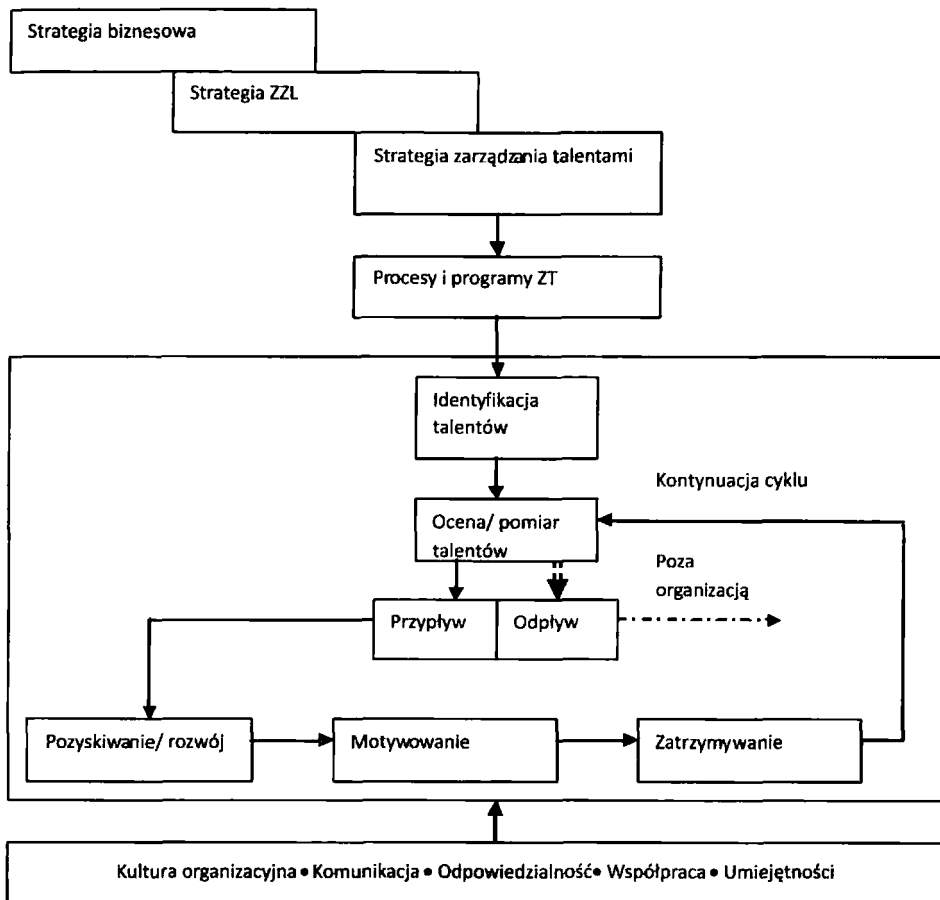 Strategia biznesowa
Strategia ZZL
Strategia zarządzania talentami
Procesy i programy ZT
Identyfikacja
talentów
Kontynuacja cyklu
Ocena/ pomiar
talentów
Poza
organizacją
Przypływ
Odpływ
Pozyskiwanie/ rozwój
Motywowanie
Zatrzymywanie
Kultura organizacyjna • Komunikacja • Odpowiedzialność• Współpraca • Umiejętności